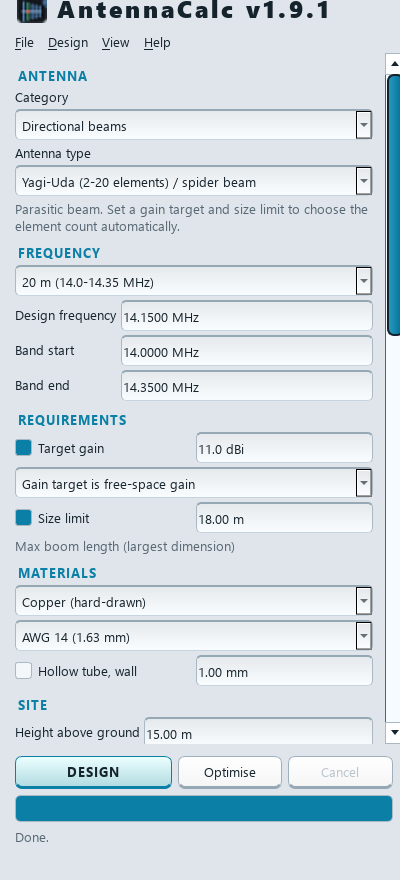 AntennaCalc v1.9.1
File Design View Help
ANTENNA
Category
Directional beams
Antenna type
Yagi-Uda (2-20 elements) / spider beam
Parasitic beam. Set a gain target and size limit to choose the
element count automatically.
FREQUENCY
20 m (14.0-14.35 MHz)
Design frequency 14.1500 MHz
Band start 14.0000 MHz
Band end 14.3500 MHz
REQUIREMENTS
Target gain 11.0 dBi
Gain target is free-space gain
Size limit 18.00 m
Max boom length (largest dimension)
MATERIALS
Copper (hard-drawn)
AWG 14 (1.63 mm)
Hollow tube, wall 1.00 mm
SITE
Height above ground 15.00 m
DESIGN Optimise Cancel
Done.